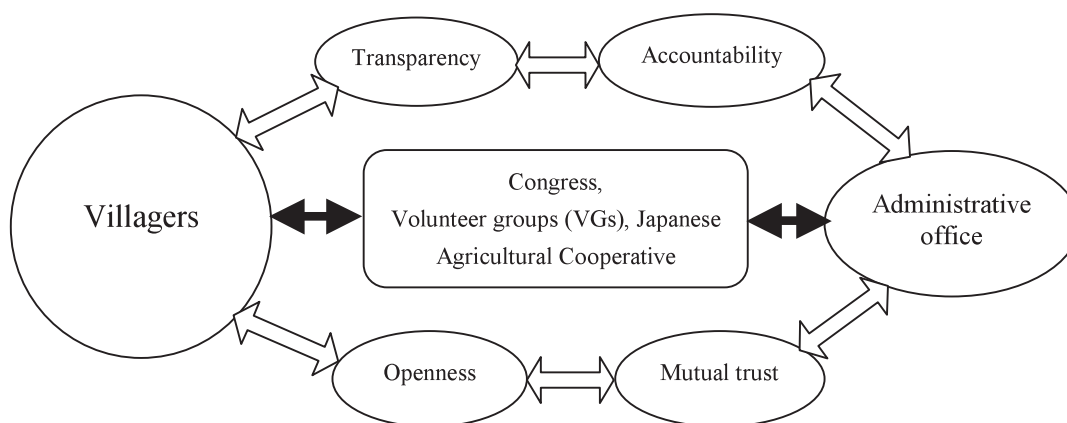 Transparency
Accountability
Villagers
Congress,
Volunteer groups (VGs), Japanese
Agricultural Cooperative
Administrative
office
Openness
Mutual trust